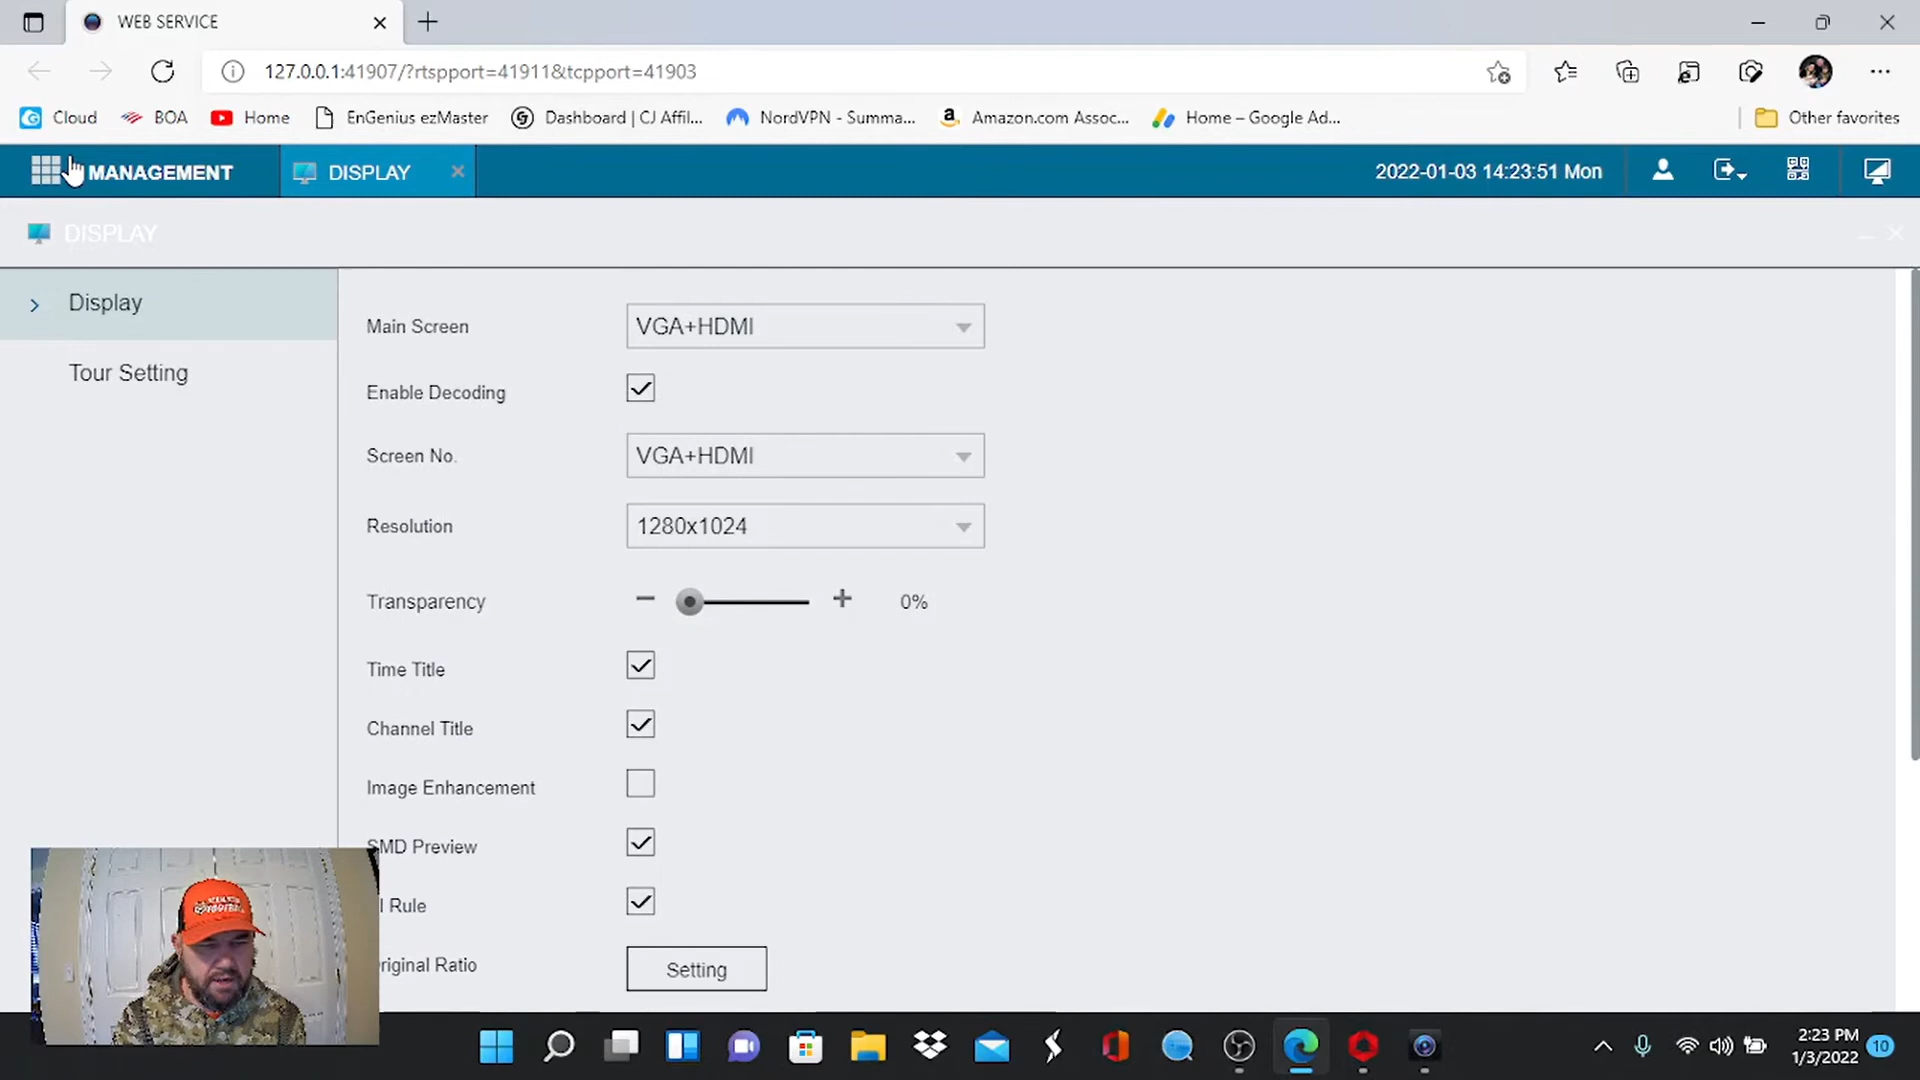 WEB SERVICE
127.0.0.1:41907/?rtspport=41911&tcpport=41903
Cloud
BOA
Home
EnGenius ezMaster
Dashboard | CJ Affil...
NordVPN - Summa...
Amazon.com Assoc...
Home – Google Ad...
Other favorites
MANAGEMENT
DISPLAY
2022-01-03 14:23:51 Mon
DISPLAY
Display
Tour Setting
Main Screen
VGA+HDMI
Enable Decoding
Screen No.
VGA+HDMI
Resolution
1280x1024
Transparency
0%
Time Title
Channel Title
Image Enhancement
SMD Preview
I Rule
riginal Ratio
Setting
2:23 PM
1/3/2022
10